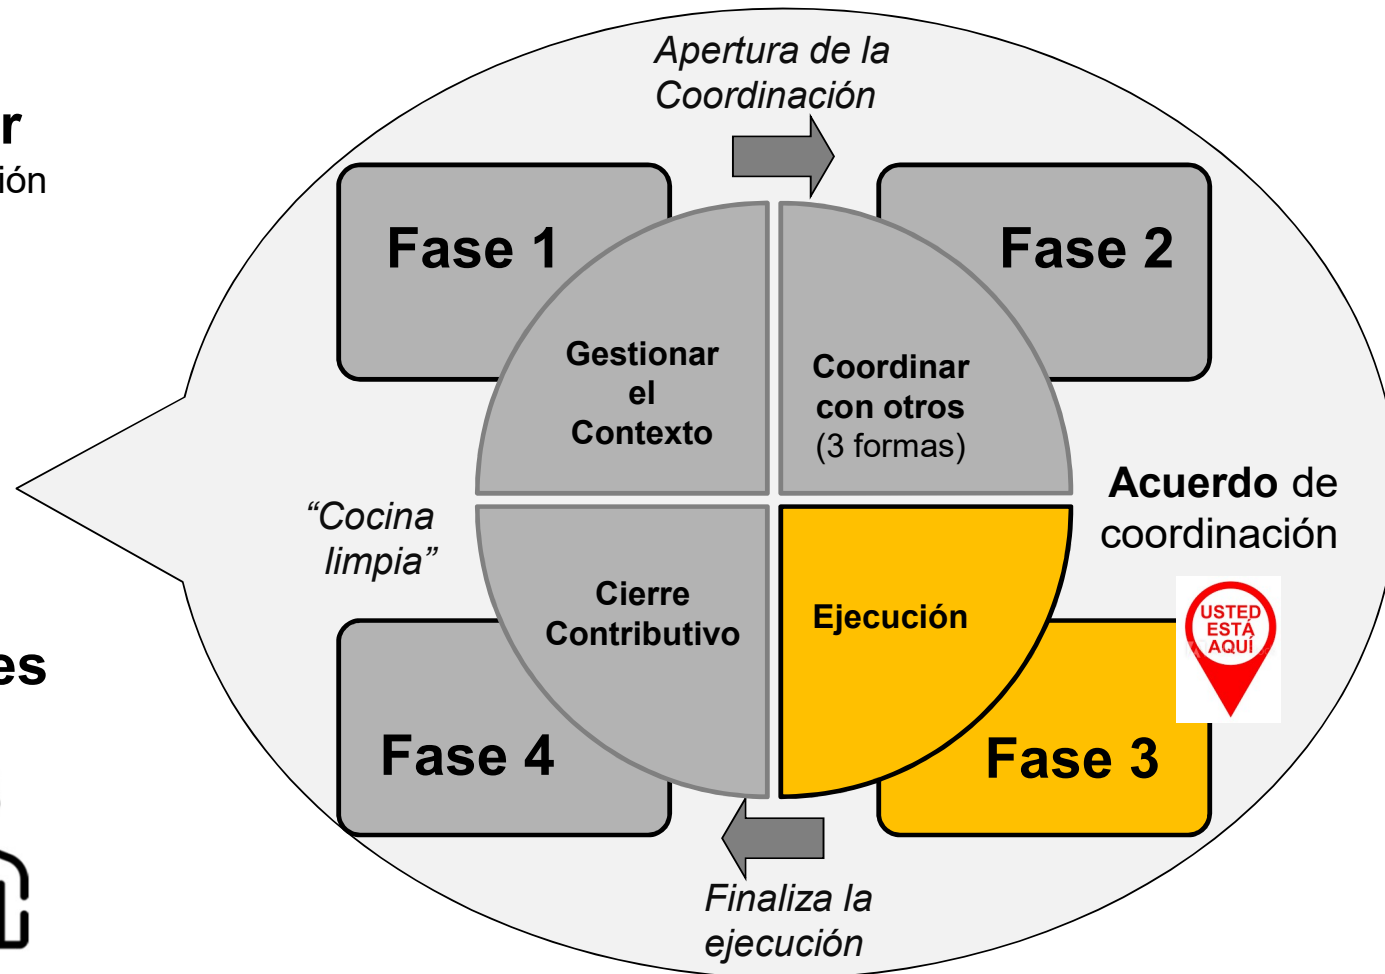 Apertura de la
Coordinación
r
ión
Fase 1
Fase 2
Gestionar
el
Contexto
Coordinar
con otros
(3 formas)
Acuerdo de
coordinación
“Cocina
limpia”
USTED
ESTÁ
AQUÍ
Cierre
Contributivo
Ejecución
es
Fase 4
Fase 3
Finaliza la
ejecución